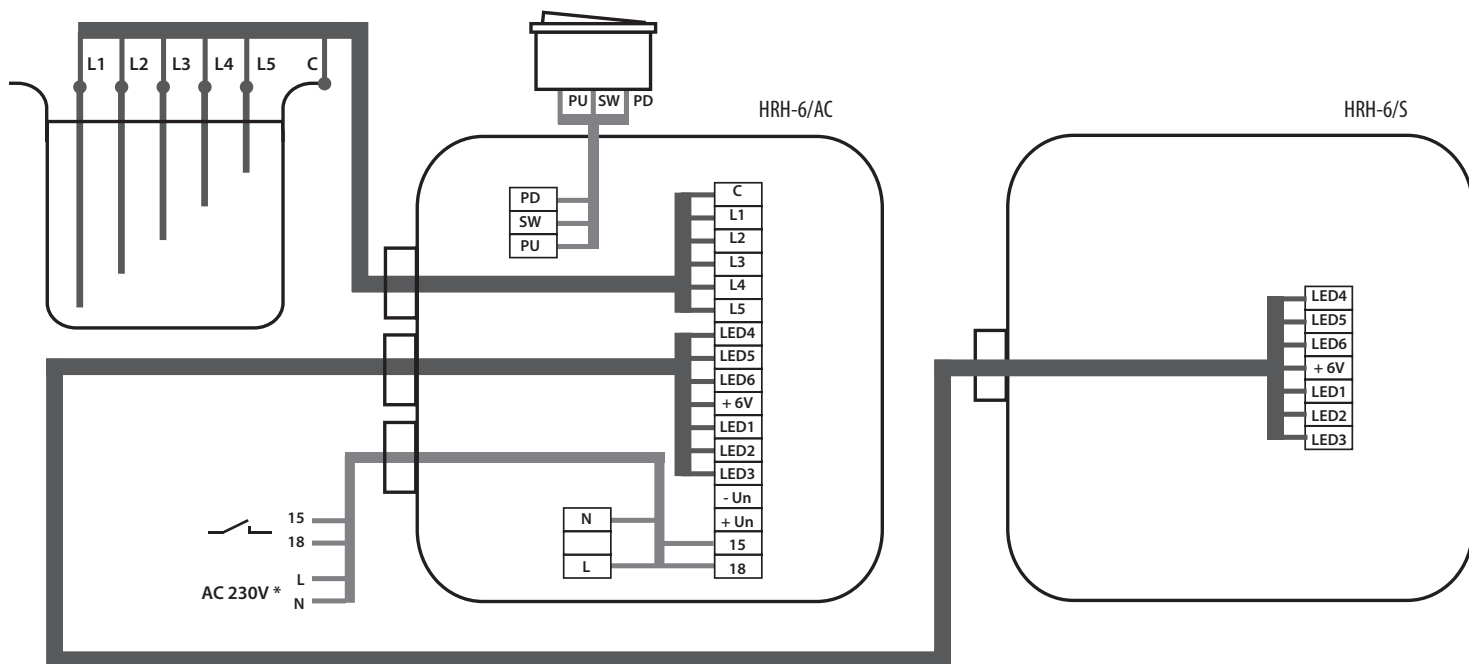 L1 L2 L3 L4 L5 C
PU SW PD
HRH-6/AC
PD
SW
PU
C
L1
L2
L3
L4
L5
LED4
LED5
LED6
+ 6V
LED1
LED2
LED3
- Un
+ Un
15
18
N
L
15
18
L
AC 230V *
N
HRH-6/S
LED4
LED5
LED6
+ 6V
LED1
LED2
LED3